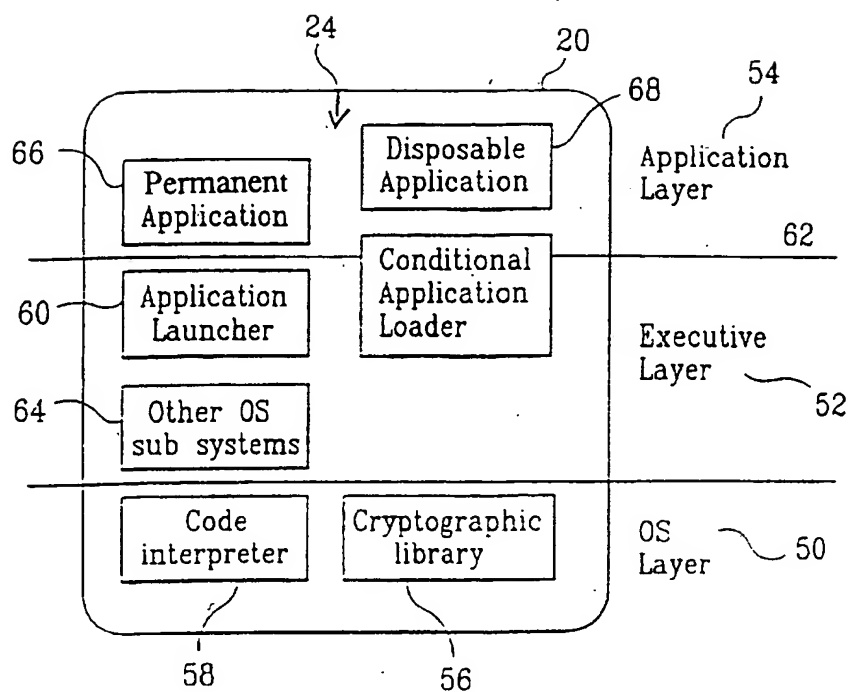 24
20
68
54
66
Permanent
Application
Disposable
Application
Application
Layer
62
60
Application
Launcher
Conditional
Application
Loader
Executive
Layer
52
64
Other OS
sub systems
Code
interpreter
Cryptographic
library
OS
Layer
50
58
56